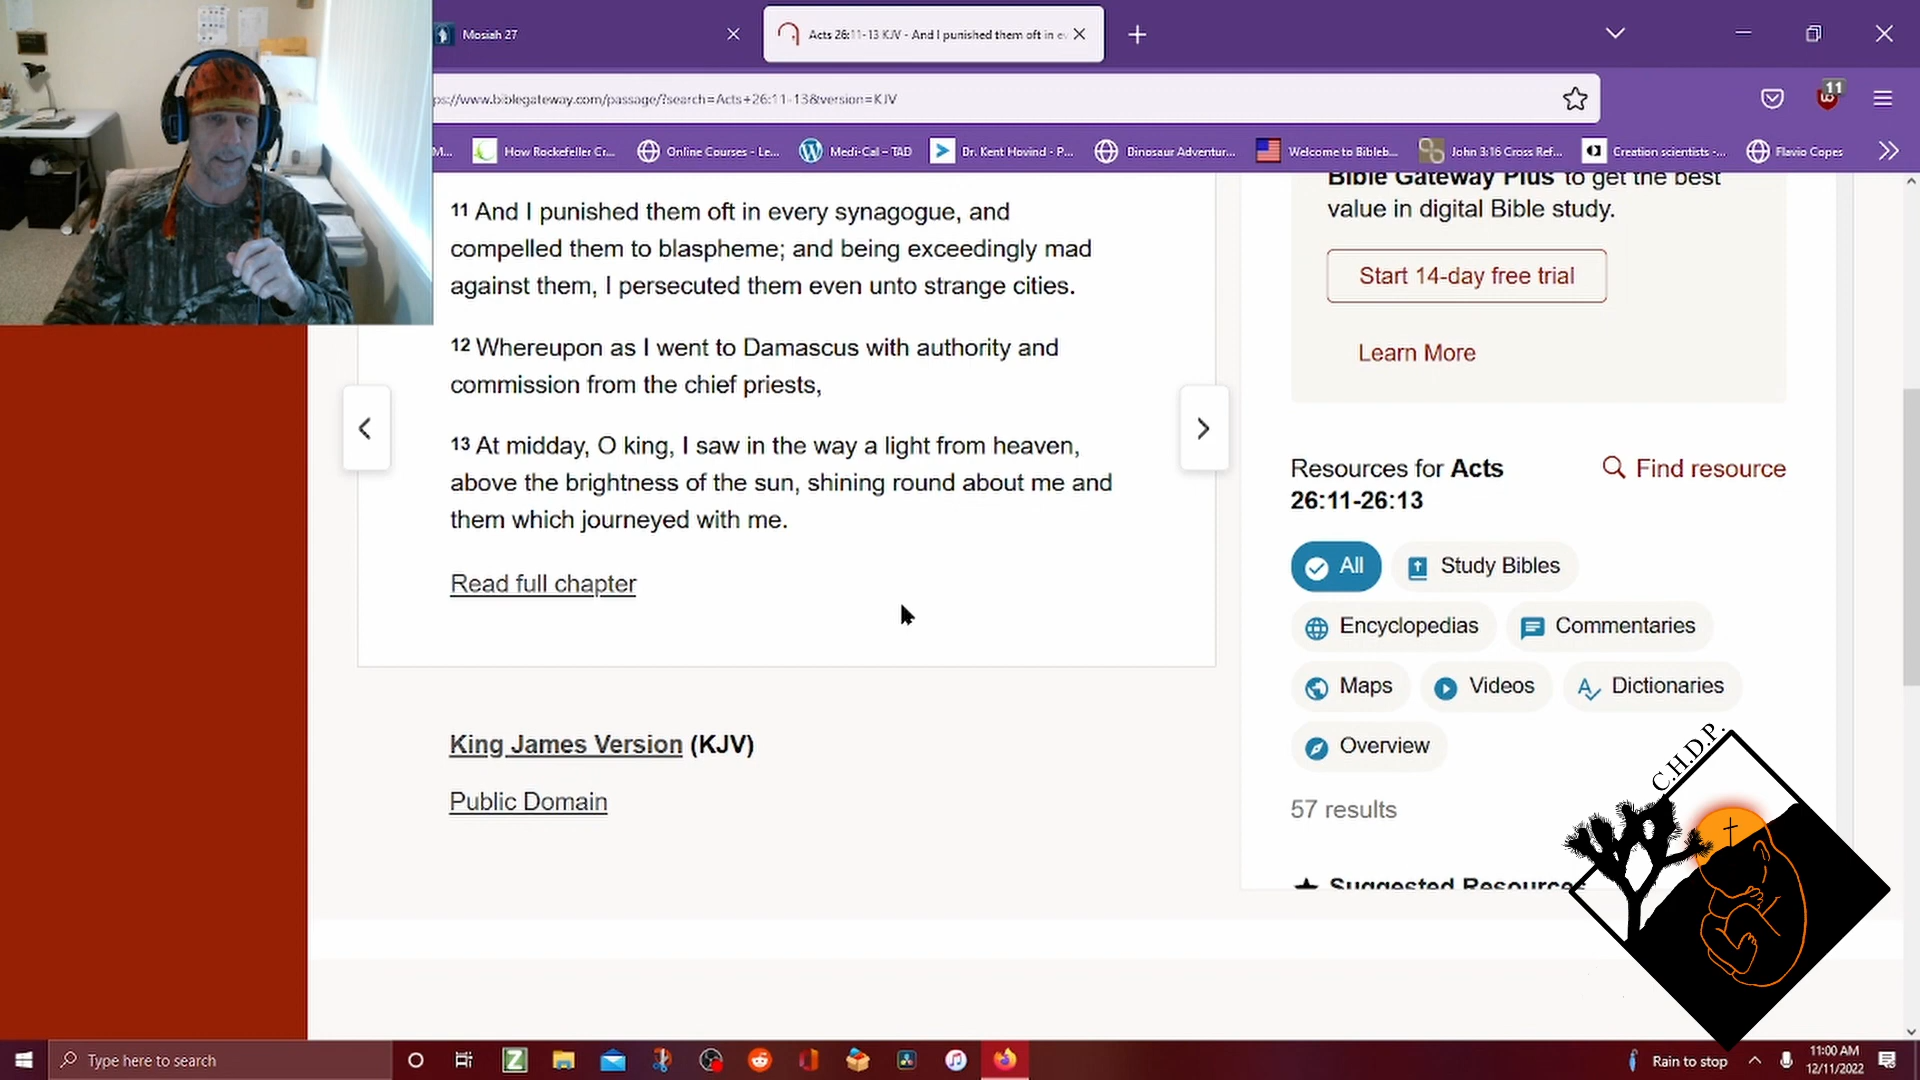 Mosiah 27
Acts 26:11-13 KJV - And I punished them oft in ev
ps://www.biblegateway.com/passage/?search=Acts+26:11-13&version=KJV
11
M...
How Rockefeller Cr...
Online Courses - Le...
Medi-Cal – TAD
Dr. Kent Hovind - P...
Dinosaur Adventur...
Welcome to Bibleb...
John 3:16 Cross Ref...
Creation scientists -...
Flavio Copes
11 And I punished them oft in every synagogue, and
compelled them to blaspheme; and being exceedingly mad
against them, I persecuted them even unto strange cities.
12 Whereupon as I went to Damascus with authority and
commission from the chief priests,
13 At midday, O king, I saw in the way a light from heaven,
above the brightness of the sun, shining round about me and
them which journeyed with me.
Read full chapter
King James Version (KJV)
Public Domain
Bible Gateway Plus to get the best
value in digital Bible study.
Start 14-day free trial
Learn More
Resources for Acts
26:11-26:13
Find resource
All
Study Bibles
Encyclopedias
Commentaries
Maps
Videos
Dictionaries
Overview
57 results
Suggested Resources
C.H.D.P.
Type here to search
Rain to stop
11:00 AM
12/11/2022